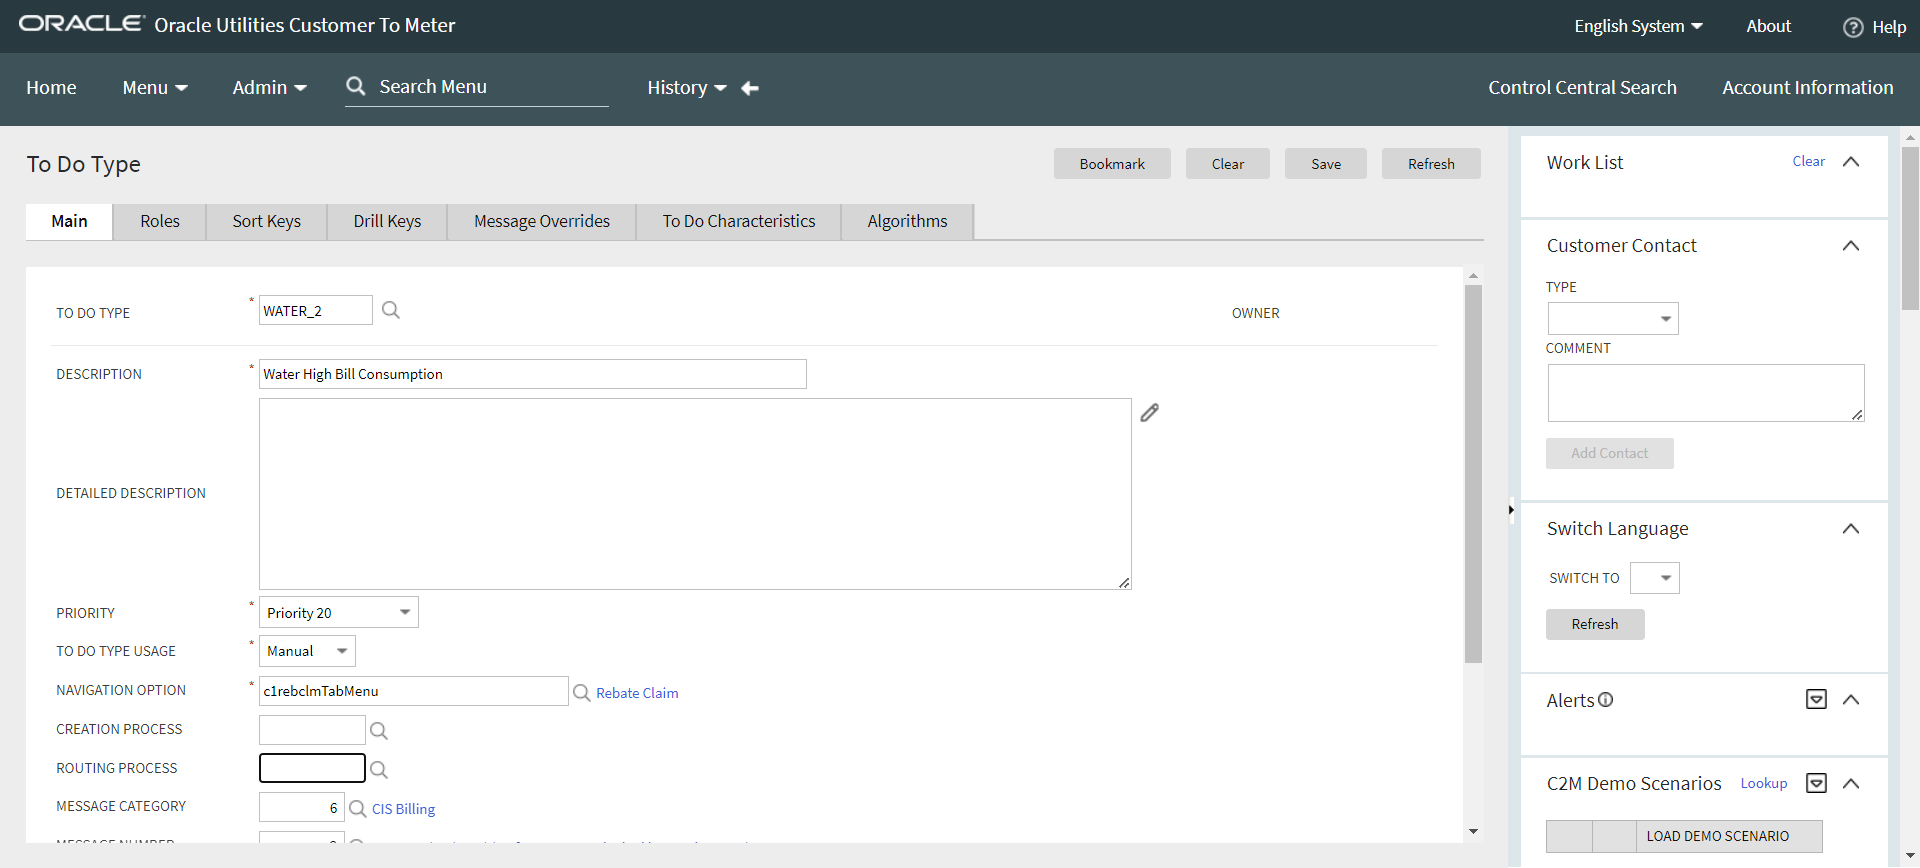 ORACLE Oracle Utilities Customer To Meter
English System About Help
Home Menu Admin Search Menu History Control Central Search Account Information
To Do Type
Bookmark Clear Save Refresh
Main Roles Sort Keys Drill Keys Message Overrides To Do Characteristics Algorithms
TO DO TYPE * WATER_2 OWNER
DESCRIPTION * Water High Bill Consumption
DETAILED DESCRIPTION
PRIORITY * Priority 20
TO DO TYPE USAGE * Manual
NAVIGATION OPTION * c1rebclmTabMenu Rebate Claim
CREATION PROCESS
ROUTING PROCESS
MESSAGE CATEGORY 6 CIS Billing
MESSAGE NUMBER
Work List Clear
Customer Contact
TYPE
COMMENT
Add Contact
Switch Language
SWITCH TO
Refresh
Alerts
C2M Demo Scenarios Lookup
LOAD DEMO SCENARIO